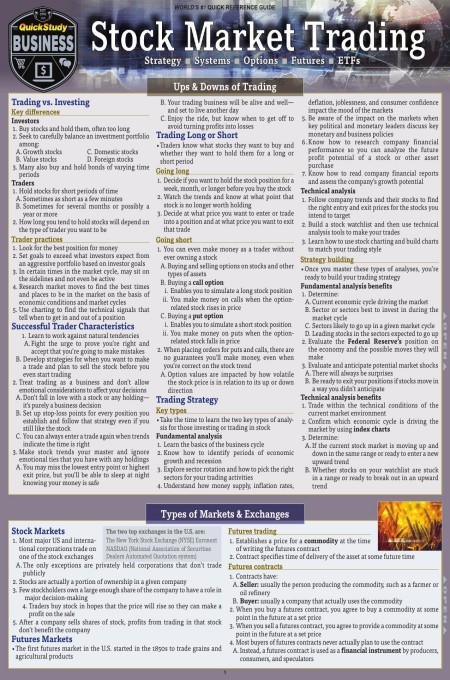 WORLD'S #1 QUICK REFERENCE GUIDE
QuickStudy
BUSINESS
Stock Market Trading
Strategy ■ Systems ■ Options ■ Futures ■ ETFs
Ups & Downs of Trading
Trading vs. Investing
Key differences
Investors
1. Buy stocks and hold them, often too long
2. Seek to carefully balance an investment portfolio
among:
A. Growth stocks C. Domestic stocks
B. Value stocks D. Foreign stocks
3. Many also buy and hold bonds of varying time
periods
Traders
1. Hold stocks for short periods of time
A. Sometimes as short as a few minutes
B. Sometimes for several months or possibly a
year or more
2. How long you tend to hold stocks will depend on
the type of trader you want to be
Trader practices
1. Look for the best position for money
2. Set goals to exceed what investors expect from
an aggressive portfolio based on investor goals
3. In certain times in the market cycle, may sit on
the sidelines and not even be active
4. Research market moves to find the best times
and places to be in the market on the basis of
economic conditions and market cycles
5. Use charting to find the technical signals that
tell when to get in and out of a position
Successful Trader Characteristics
1. Learn to work against natural tendencies
A. Fight the urge to prove you're right and
accept that you're going to make mistakes
B. Develop strategies for when you want to make
a trade and plan to sell the stock before you
even start trading
2. Treat trading as a business and don't allow
emotional considerations to affect your decisions
A. Don't fall in love with a stock or any holding—
it's purely a business decision
B. Set up stop-loss points for every position you
establish and follow that strategy even if you
still like the stock
C. You can always enter a trade again when trends
indicate the time is right
3. Make stock trends your master and ignore
emotional ties that you have with any holdings
A. You may miss the lowest entry point or highest
exit price, but you'll be able to sleep at night
knowing your money is safe
B. Your trading business will be alive and well—
and set to live another day
C. Enjoy the ride, but know when to get off to
avoid turning profits into losses
Trading Long or Short
• Traders know what stocks they want to buy and
whether they want to hold them for a long or
short period
Going long
1. Decide if you want to hold the stock position for a
week, month, or longer before you buy the stock
2. Watch the trends and know at what point that
stock is no longer worth holding
3. Decide at what price you want to enter or trade
into a position and at what price you want to exit
that trade
Going short
1. You can even make money as a trader without
ever owning a stock
A. Buying and selling options on stocks and other
types of assets
B. Buying a call option
i. Enables you to simulate a long stock position
ii. You make money on calls when the option-
related stock rises in price
C. Buying a put option
i. Enables you to simulate a short stock position
ii. You make money on puts when the option-
related stock falls in price
2. When placing orders for puts and calls, there are
no guarantees you'll make money, even when
you're correct on the stock trend
A. Option values are impacted by how volatile
the stock price is in relation to its up or down
direction
Trading Strategy
Key types
• Take the time to learn the two key types of analy-
sis for those investing or trading in stock
Fundamental analysis
1. Learn the basics of the business cycle
2. Know how to identify periods of economic
growth and recession
3. Explore sector rotation and how to pick the right
sectors for your trading activities
4. Understand how money supply, inflation rates,
deflation, joblessness, and consumer confidence
impact the mood of the markets
5. Be aware of the impact on the markets when
key political and monetary leaders discuss key
monetary and business policies
6. Know how to research company financial
performance so you can analyze the future
profit potential of a stock or other asset
purchase
7. Know how to read company financial reports
and assess the company's growth potential
Technical analysis
1. Follow company trends and their stocks to find
the right entry and exit prices for the stocks you
intend to target
2. Build a stock watchlist and then use technical
analysis tools to make your trades
3. Learn how to use stock charting and build charts
to match your trading style
Strategy building
• Once you master these types of analyses, you're
ready to build your trading strategy
Fundamental analysis benefits
1. Determine:
A. Current economic cycle driving the market
B. Sector or sectors best to invest in during the
market cycle
C. Sectors likely to go up in a given market cycle
D. Leading stocks in the sectors expected to go up
2. Evaluate the Federal Reserve's position on
the economy and the possible moves they will
make
3. Evaluate and anticipate potential market shocks
A. There will always be surprises
B. Be ready to exit your positions if stocks move in
a way you didn't anticipate
Technical analysis benefits
1. Trade within the technical conditions of the
current market environment
2. Confirm which economic cycle is driving the
market by using index charts
3. Determine:
A. If the current stock market is moving up and
down in the same range or ready to enter a new
upward trend
B. Whether stocks on your watchlist are stuck
in a range or ready to break out in an upward
trend
Types of Markets & Exchanges
Stock Markets
1. Most major US and interna-
tional corporations trade on
one of the stock exchanges
The two top exchanges in the U.S. are:
The New York Stock Exchange (NYSE) Euronext
NASDAQ (National Association of Securities
Dealers Automated Quotation system)
A. The only exceptions are privately held corporations that don't trade
publicly
2. Stocks are actually a portion of ownership in a given company
3. Few stockholders own a large enough share of the company to have a role in
major decision-making
4. Traders buy stock in hopes that the price will rise so they can make a
profit on the sale
5. After a company sells shares of stock, profits from trading in that stock
don't benefit the company
Futures Markets
• The first futures market in the U.S. started in the 1850s to trade grains and
agricultural products
Futures trading
1. Establishes a price for a commodity at the time
of writing the futures contract
2. Contract specifies time of delivery of the asset at some future time
Futures contracts
1. Contracts have:
A. Seller: usually the person producing the commodity, such as a farmer or
oil refinery
B. Buyer: usually a company that actually uses the commodity
2. When you buy a futures contract, you agree to buy a commodity at some
point in the future at a set price
3. When you sell a futures contract, you agree to provide a commodity at some
point in the future at a set price
4. Most buyers of futures contracts never actually plan to use the contract
A. Instead, a futures contract is used as a financial instrument by producers,
consumers, and speculators